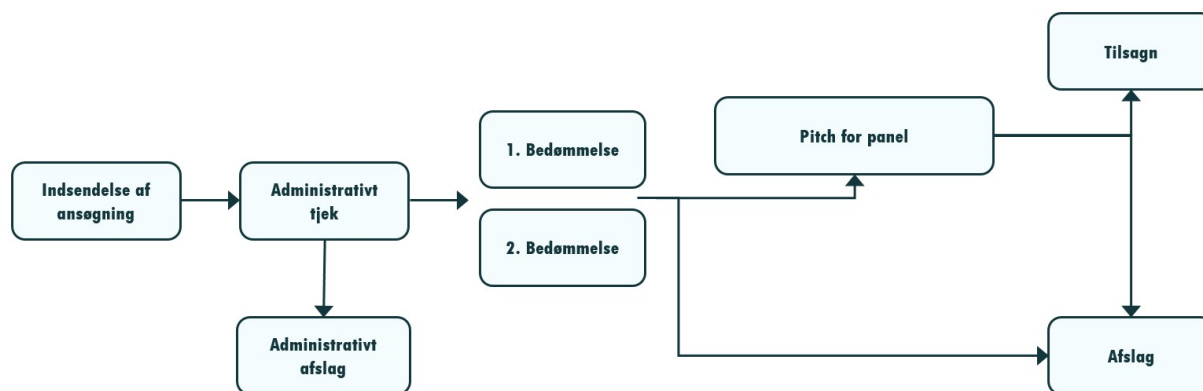 Indsendelse af
ansøgning
Administrativt
tjek
Administrativt
afslag
1. Bedømmelse
2. Bedømmelse
Pitch for panel
Tilsagn
Afslag